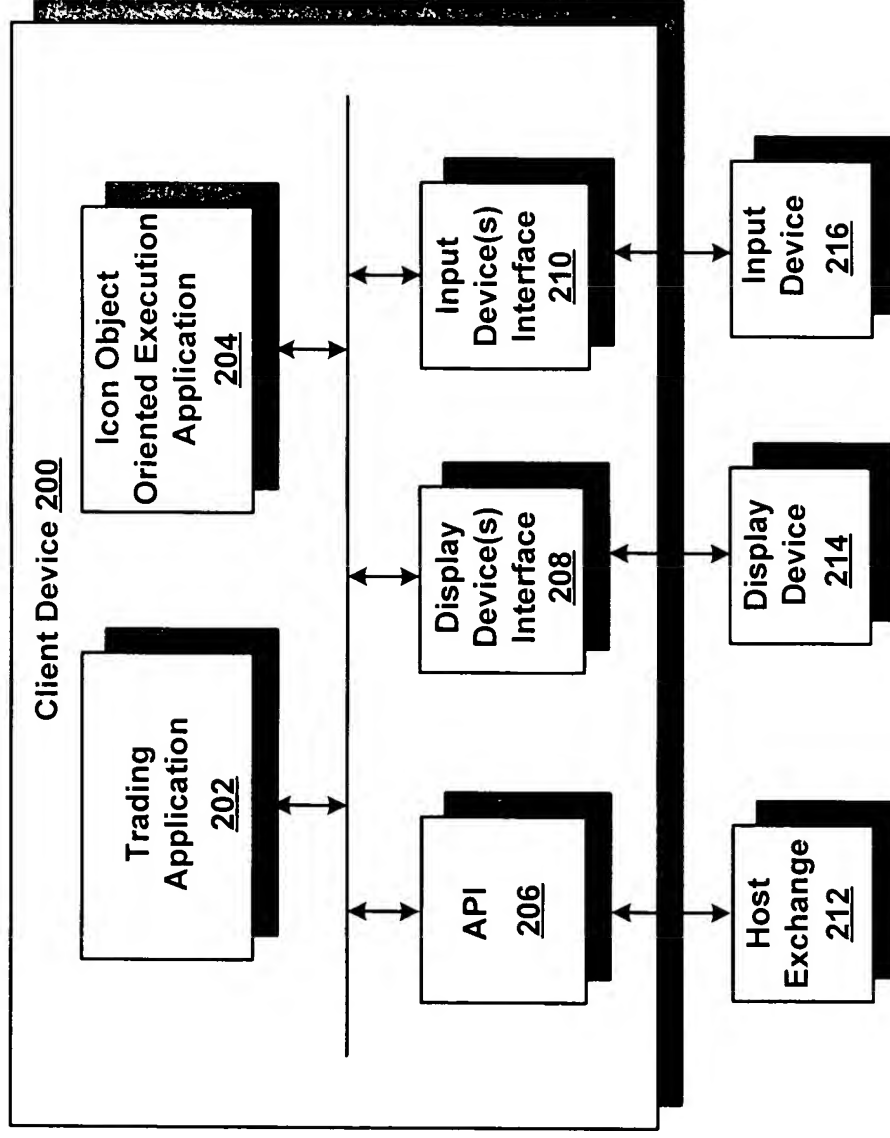 Client Device 200
Trading
Application
202
Icon Object
Oriented Execution
Application
204
API
206
Display
Device(s)
Interface
208
Input
Device(s)
Interface
210
Host
Exchange
212
Display
Device
214
Input
Device
216